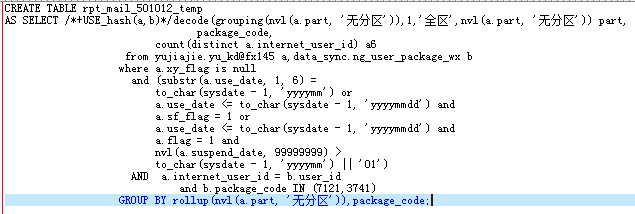 CREATE TABLE rpt_mail_501012_temp
AS SELECT /*+USE_hash(a,b)*/decode(grouping(nvl(a.part, '无分区')),1,'全区',nvl(a.part, '无分区')) part,
package_code,
count(distinct a.internet_user_id) a6
from yujiajie.yu_kd@fx145 a,data_sync.ng_user_package_wx b
where a.xy_flag is null
and (substr(a.use_date, 1, 6) =
to_char(sysdate - 1, 'yyyymm') or
a.use_date <= to_char(sysdate - 1, 'yyyymmdd') and
a.sf_flag = 1 or
a.use_date <= to_char(sysdate - 1, 'yyyymmdd') and
a.flag = 1 and
nvl(a.suspend_date, 99999999) >
to_char(sysdate - 1, 'yyyymm') || '01')
AND a.internet_user_id = b.user_id
and b.package_code IN (7121,3741)
GROUP BY rollup(nvl(a.part, '无分区')),package_code;